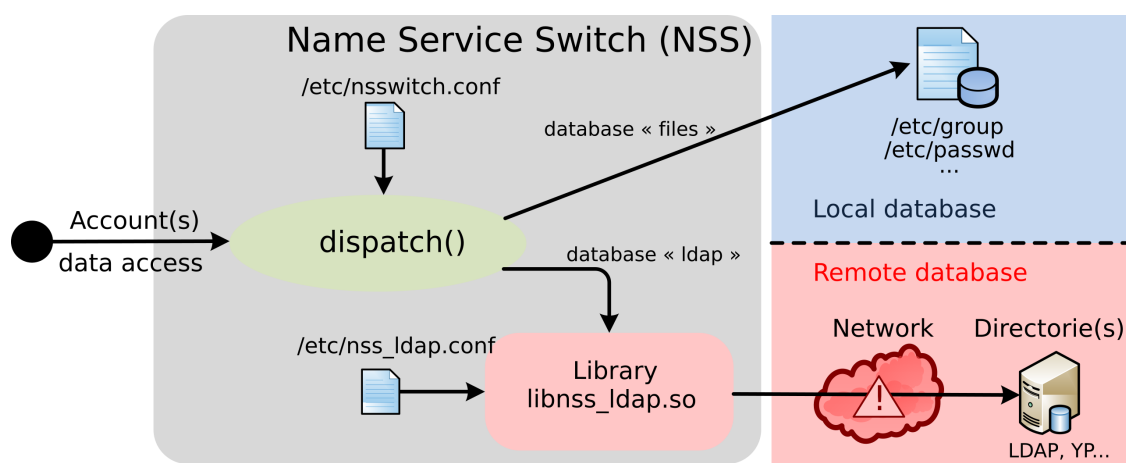 Name Service Switch (NSS)
/etc/nsswitch.conf
database « files »
/etc/group
/etc/passwd
...
Local database
Account(s)
data access
dispatch()
database « ldap »
Remote database
Network
Directorie(s)
/etc/nss_ldap.conf
Library
libnss_ldap.so
!
LDAP, YP...